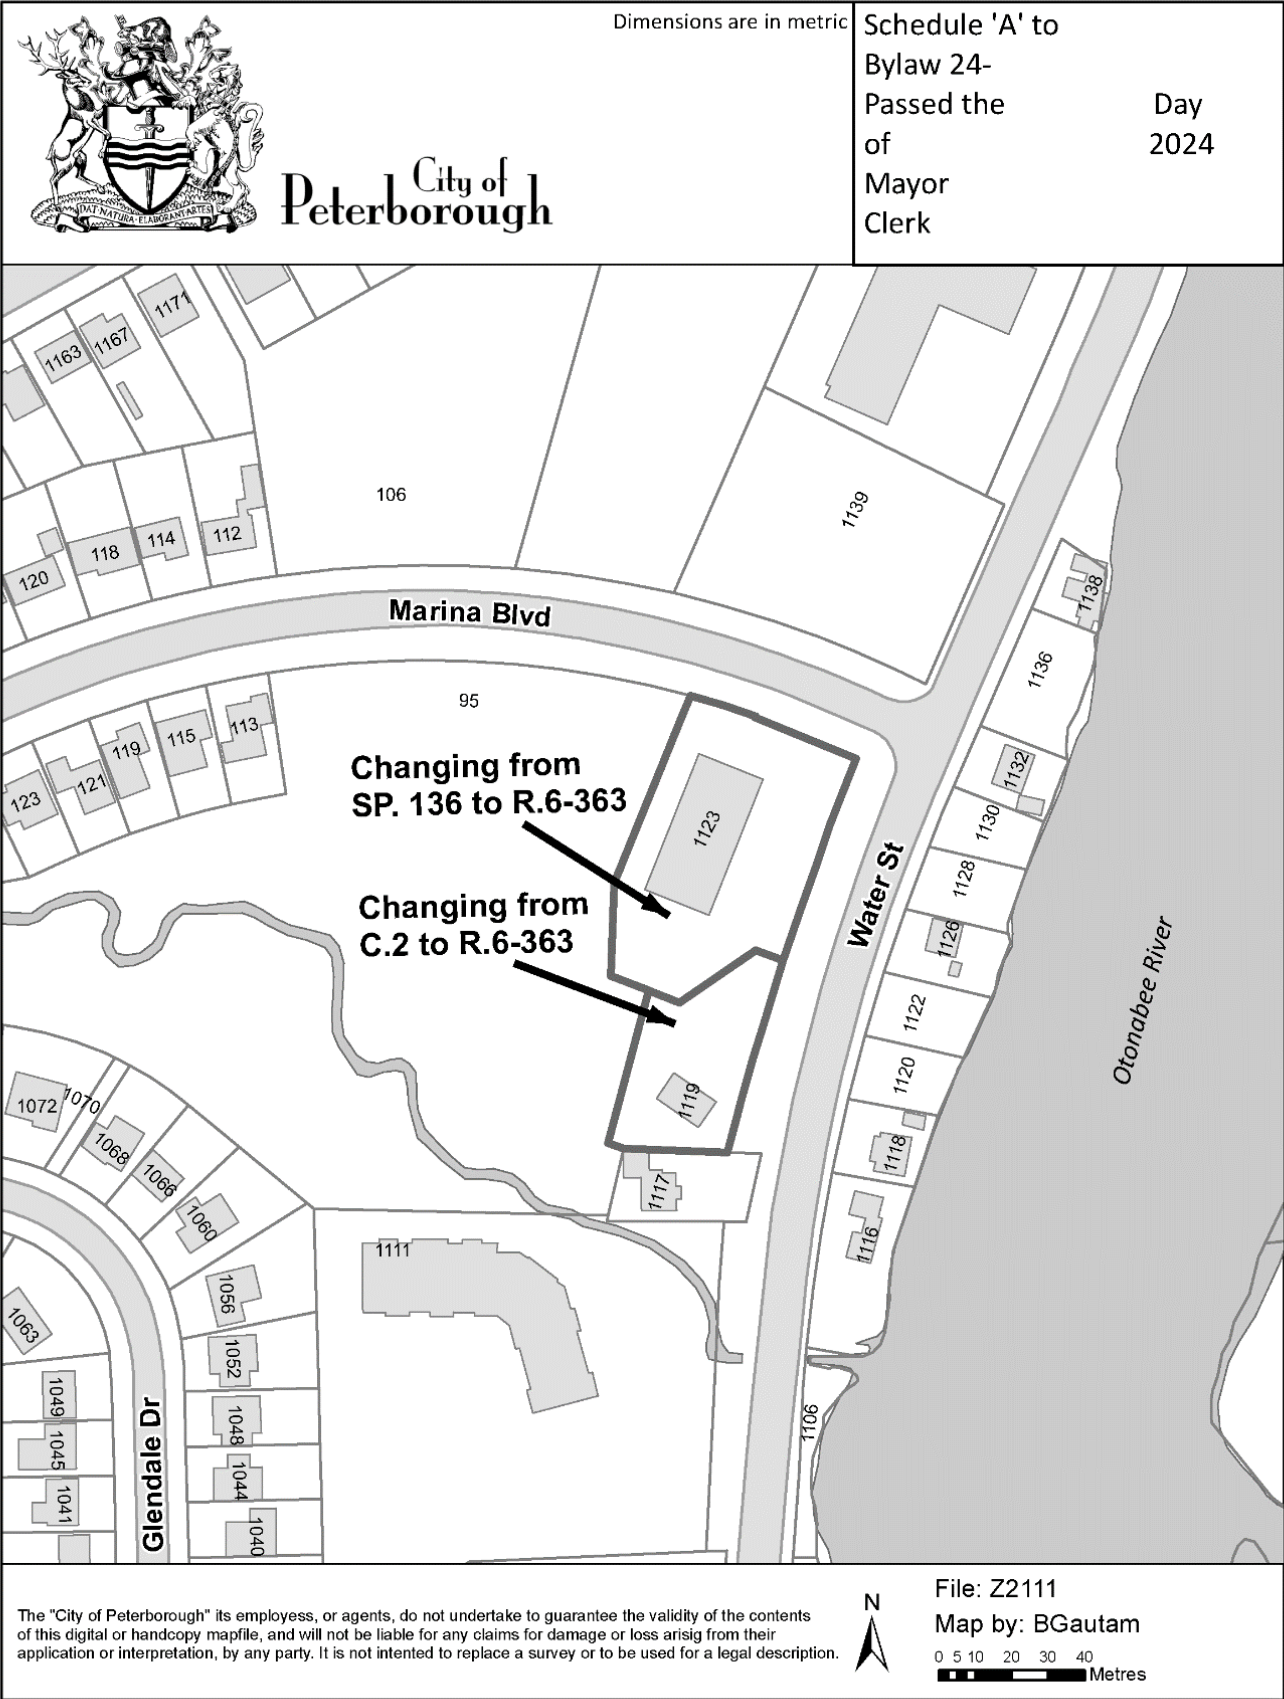 Dimensions are in metric
Schedule 'A' to
Bylaw 24-
Passed the Day
of 2024
Mayor
Clerk
DAT·NATURA·ELABORANT·ARTES
City of
Peterborough
1171
1167
1163
106
1139
112
114
118
120
1138
Marina Blvd
1136
95
113
115
119
121
123
1132
Changing from
SP. 136 to R.6-363
1123
1130
1128
Water St
Changing from
C.2 to R.6-363
1126
1122
Otonabee River
1120
1119
1072
1070
1068
1066
1060
1118
1117
1116
1111
1056
1063
1052
1049
1048
1045
1044
1041
1040
1106
Glendale Dr
The "City of Peterborough" its employess, or agents, do not undertake to guarantee the validity of the contents
of this digital or handcopy mapfile, and will not be liable for any claims for damage or loss arisig from their
application or interpretation, by any party. It is not intended to replace a survey or to be used for a legal description.
N
File: Z2111
Map by: BGautam
0 5 10 20 30 40
Metres